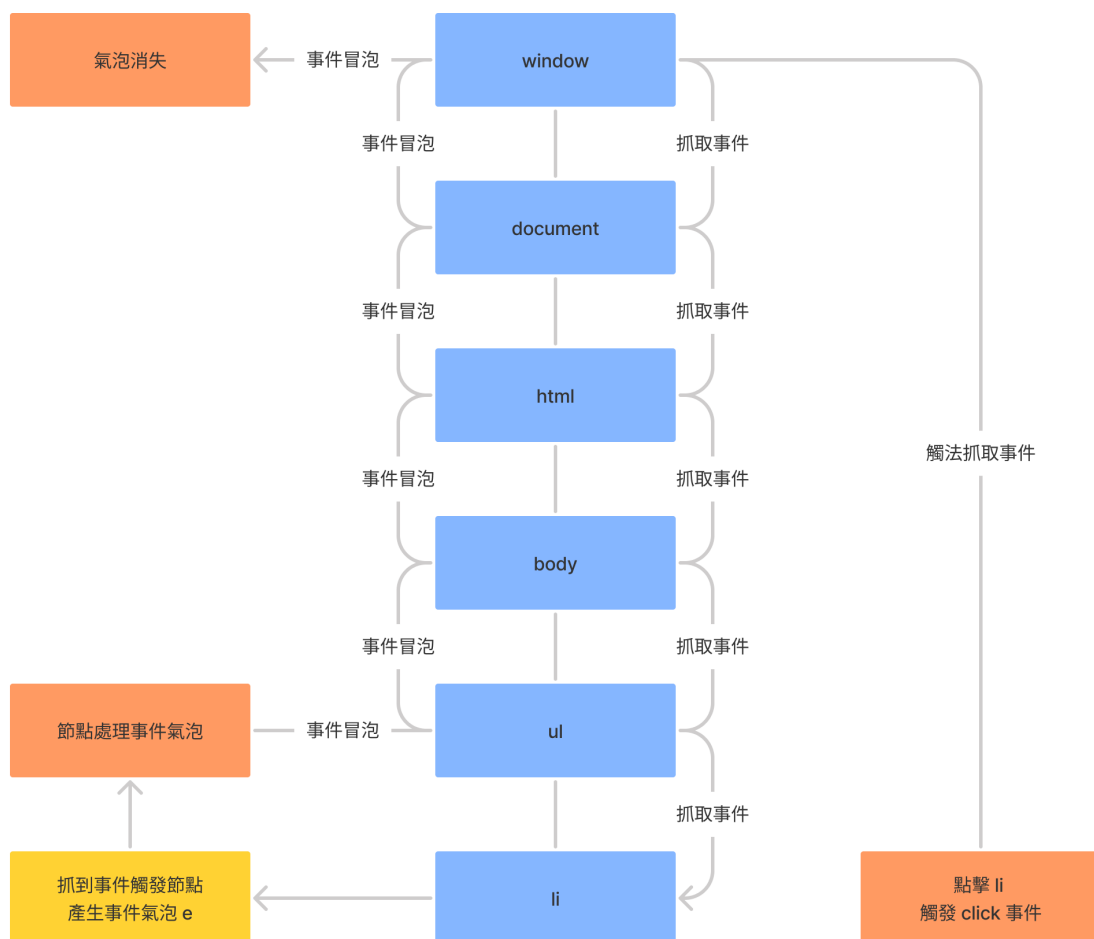 氣泡消失
事件冒泡
window
事件冒泡
抓取事件
document
事件冒泡
抓取事件
html
觸法抓取事件
事件冒泡
抓取事件
body
事件冒泡
抓取事件
節點處理事件氣泡
事件冒泡
ul
抓取事件
抓到事件觸發節點
產生事件氣泡 e
li
點擊 li
觸發 click 事件